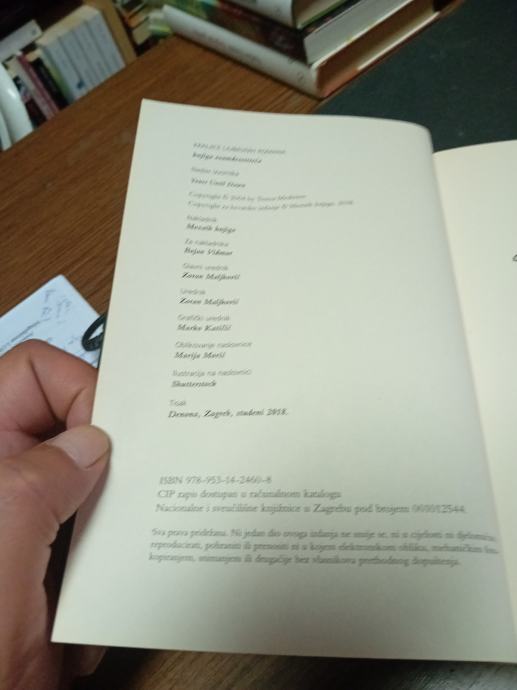 KRALJICE LJUBAVNIH ROMANA
knjiga
Naslov izvornika
Yours Until Dawn
Copyright © 2004 by Teresa Medeiros
Copyright za hrvatsko izdanje © Mozaik knjiga, 2018.
Nakladnik
Mozaik knjiga
Za nakladnika
Bojan Vidmar
Glavni urednik
Zoran Maljković
Urednik
Zoran Maljković
Grafički urednik
Marko Katičić
Oblikovanje naslovnice
Marija Morić
Ilustracija na naslovnici
Shutterstock
Tisak
Denona, Zagreb, studeni 2018.
ISBN 978-953-14-2460-8
CIP zapis dostupan u računalnom katalogu
Nacionalne i sveučilišne knjižnice u Zagrebu pod brojem
Sva prava pridržana. Ni jedan dio ovoga izdanja ne smije se, ni u cijelosti ni djelomično,
reproducirati, pohraniti ili prenositi ni u kojem elektronskom obliku, mehaničkim
kopiranjem, snimanjem ili drugačije bez vlasnikova prethodnog dopuštenja.